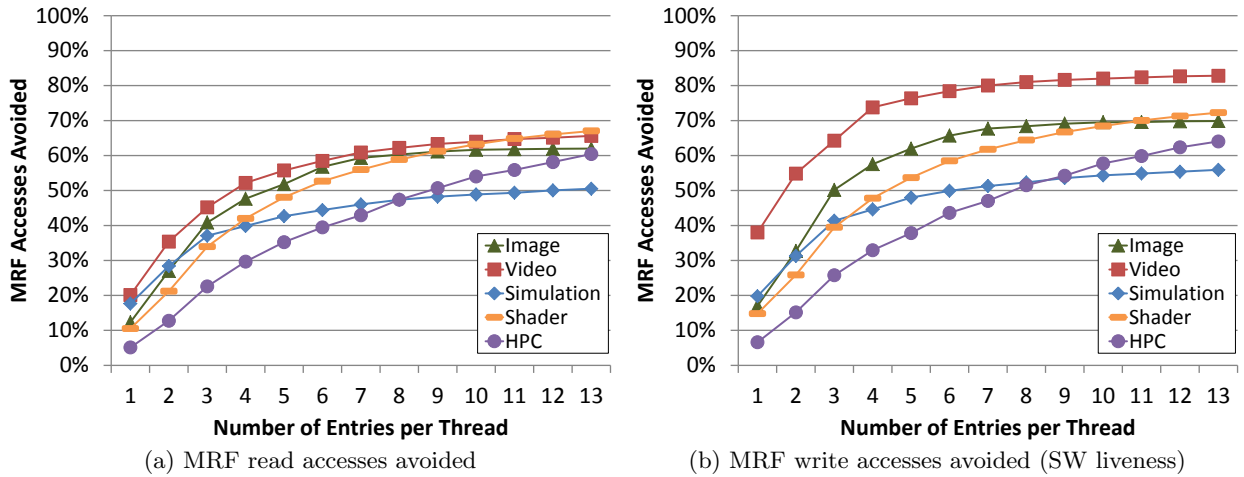 100%
90%
80%
70%
60%
50%
40%
30%
20%
10%
0%
MRF Accesses Avoided
Image
Video
Simulation
Shader
HPC
1 2 3 4 5 6 7 8 9 10 11 12 13
Number of Entries per Thread
(a) MRF read accesses avoided
100%
90%
80%
70%
60%
50%
40%
30%
20%
10%
0%
MRF Accesses Avoided
Image
Video
Simulation
Shader
HPC
1 2 3 4 5 6 7 8 9 10 11 12 13
Number of Entries per Thread
(b) MRF write accesses avoided (SW liveness)